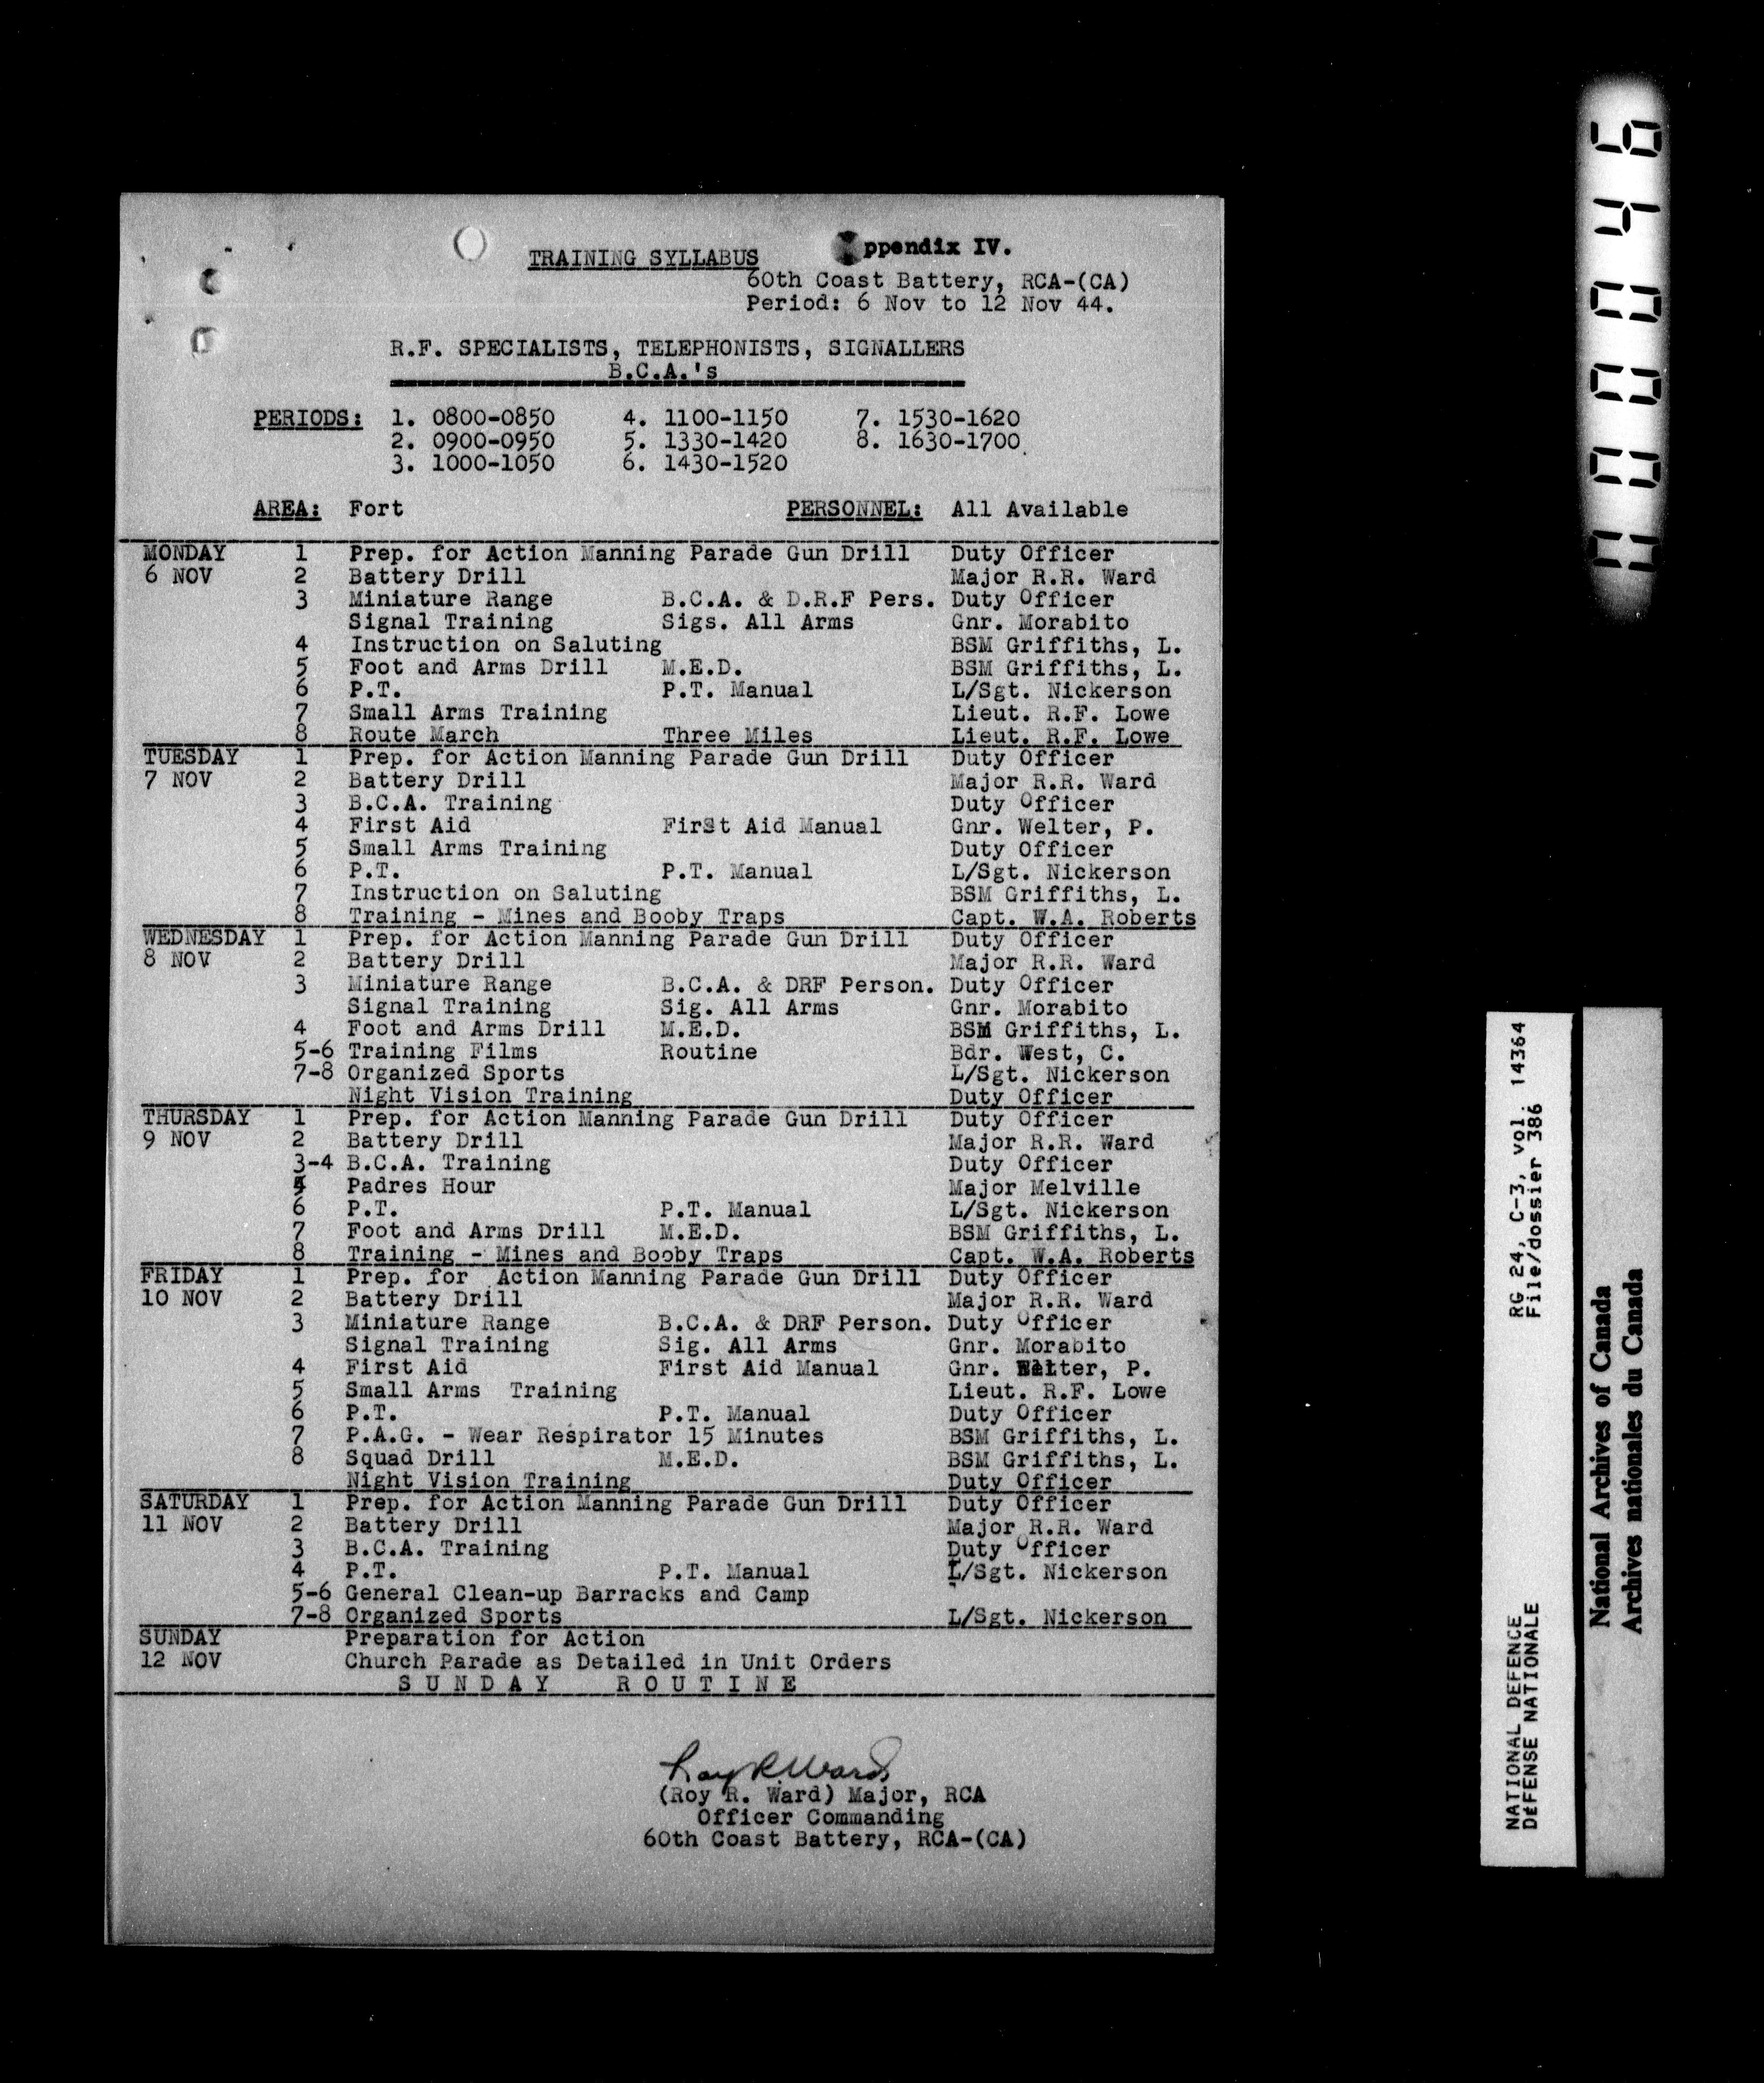 TRAINING SYLLABUS
Appendix IV.
60th Coast Battery, RCA-(CA)
Period: 6 Nov to 12 Nov 44.
R.F. SPECIALISTS, TELEPHONISTS, SIGNALLERS
B.C.A.'s
PERIODS: 1. 0800-0850 4. 1100-1150 7. 1530-1620
2. 0900-0950 5. 1330-1420 8. 1630-1700
3. 1000-1050 6. 1430-1520
AREA: Fort PERSONNEL: All Available
MONDAY 1 Prep. for Action Manning Parade Gun Drill Duty Officer
6 NOV 2 Battery Drill Major R.R. Ward
3 Miniature Range B.C.A. & D.R.F Pers. Duty Officer
Signal Training Sigs. All Arms Gnr. Morabito
4 Instruction on Saluting BSM Griffiths, L.
5 Foot and Arms Drill M.E.D. BSM Griffiths, L.
6 P.T. P.T. Manual L/Sgt. Nickerson
7 Small Arms Training Lieut. R.F. Lowe
8 Route March Three Miles Lieut. R.F. Lowe
TUESDAY 1 Prep. for Action Manning Parade Gun Drill Duty Officer
7 NOV 2 Battery Drill Major R.R. Ward
3 B.C.A. Training Duty Officer
4 First Aid First Aid Manual Gnr. Welter, P.
5 Small Arms Training Duty Officer
6 P.T. P.T. Manual L/Sgt. Nickerson
7 Instruction on Saluting BSM Griffiths, L.
8 Training - Mines and Booby Traps Capt. W.A. Roberts
WEDNESDAY 1 Prep. for Action Manning Parade Gun Drill Duty Officer
8 NOV 2 Battery Drill Major R.R. Ward
3 Miniature Range B.C.A. & DRF Person. Duty Officer
Signal Training Sig. All Arms Gnr. Morabito
4 Foot and Arms Drill M.E.D. BSM Griffiths, L.
5-6 Training Films Routine Bdr. West, C.
7-8 Organized Sports L/Sgt. Nickerson
Night Vision Training Duty Officer
THURSDAY 1 Prep. for Action Manning Parade Gun Drill Duty Officer
9 NOV 2 Battery Drill Major R.R. Ward
3-4 B.C.A. Training Duty Officer
5 Padres Hour Major Melville
6 P.T. P.T. Manual L/Sgt. Nickerson
7 Foot and Arms Drill M.E.D. BSM Griffiths, L.
8 Training - Mines and Booby Traps Capt. W.A. Roberts
FRIDAY 1 Prep. for Action Manning Parade Gun Drill Duty Officer
10 NOV 2 Battery Drill Major R.R. Ward
3 Miniature Range B.C.A. & DRF Person. Duty Officer
Signal Training Sig. All Arms Gnr. Morabito
4 First Aid First Aid Manual Gnr. Welter, P.
5 Small Arms Training Lieut. R.F. Lowe
6 P.T. P.T. Manual Duty Officer
7 P.A.G. - Wear Respirator 15 Minutes BSM Griffiths, L.
8 Squad Drill M.E.D. BSM Griffiths, L.
Night Vision Training Duty Officer
SATURDAY 1 Prep. for Action Manning Parade Gun Drill Duty Officer
11 NOV 2 Battery Drill Major R.R. Ward
3 B.C.A. Training Duty Officer
4 P.T. P.T. Manual L/Sgt. Nickerson
5-6 General Clean-up Barracks and Camp
7-8 Organized Sports L/Sgt. Nickerson
SUNDAY Preparation for Action
12 NOV Church Parade as Detailed in Unit Orders
S U N D A Y R O U T I N E
Roy R. Ward
(Roy R. Ward) Major, RCA
Officer Commanding
60th Coast Battery, RCA-(CA)
NATIONAL DEFENCE RG 24, C-3, vol. 14364
DÉFENSE NATIONALE File/dossier 386
National Archives of Canada
Archives nationales du Canada